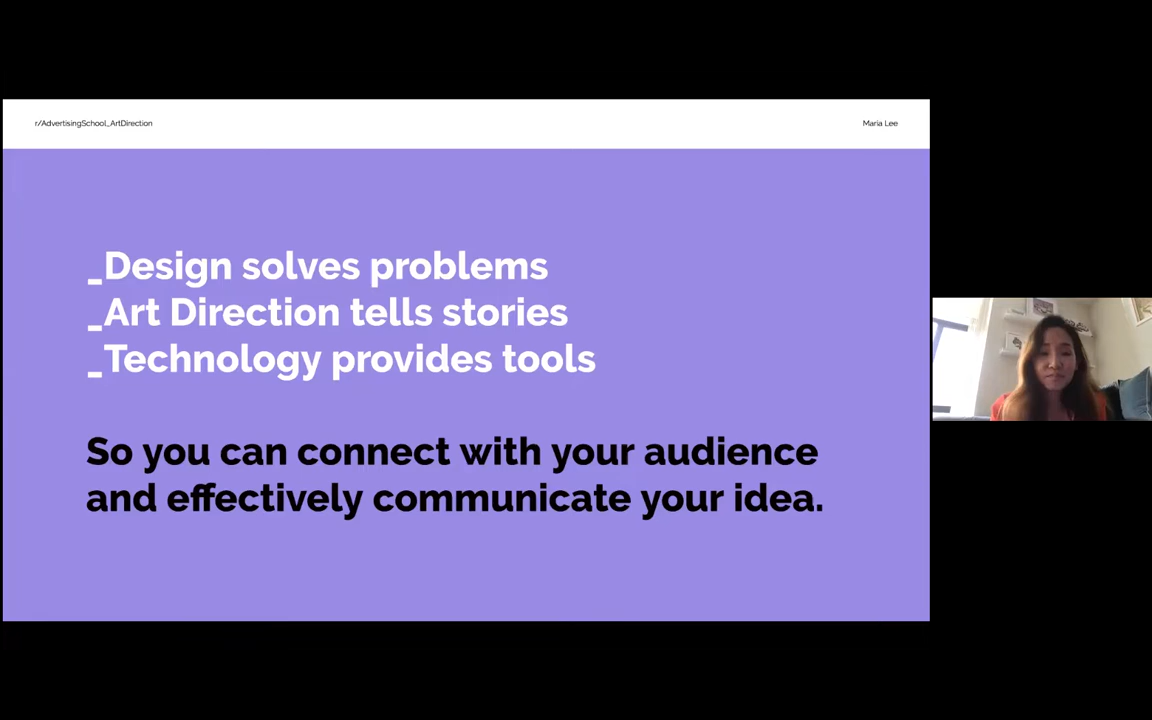 r/AdvertisingSchool_ArtDirection
Maria Lee
_Design solves problems
_Art Direction tells stories
_Technology provides tools
So you can connect with your audience
and effectively communicate your idea.